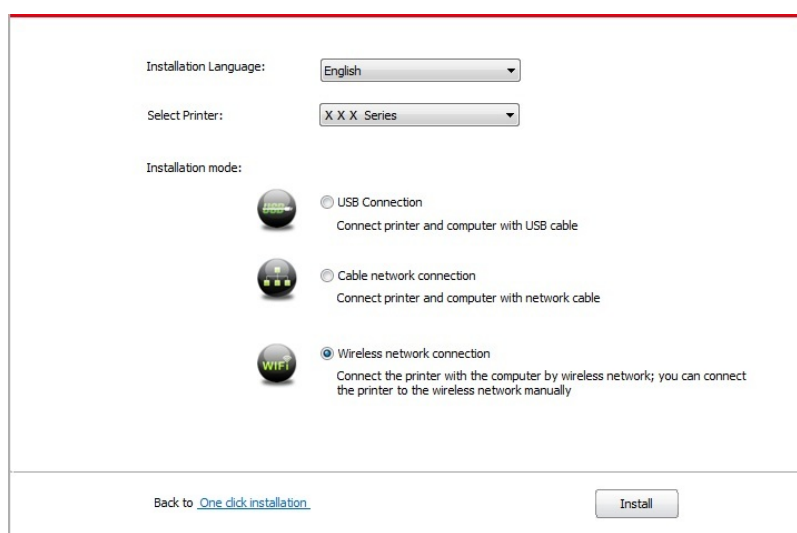 Installation Language:
English
Select Printer:
X X X Series
Installation mode:
USB
USB Connection
Connect printer and computer with USB cable
Cable network connection
Connect printer and computer with network cable
WIFI
Wireless network connection
Connect the printer with the computer by wireless network; you can connect
the printer to the wireless network manually
Back to One click installation
Install